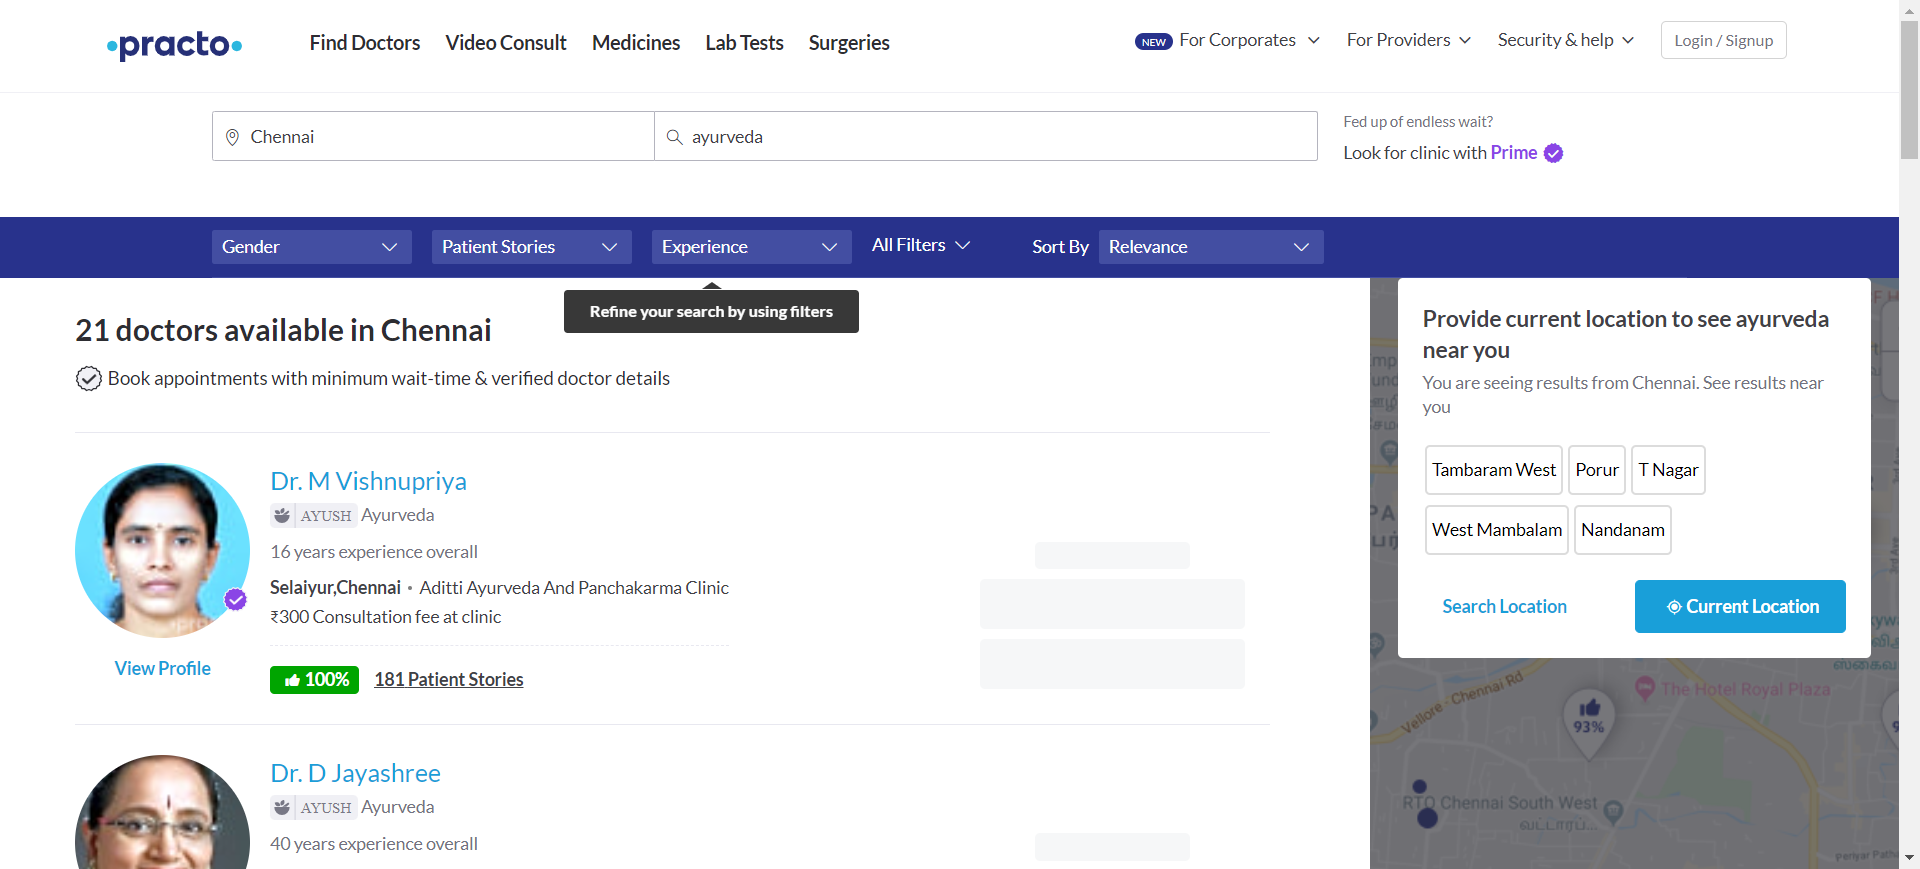 practo
Find Doctors
Video Consult
Medicines
Lab Tests
Surgeries
NEW For Corporates
For Providers
Security & help
Login / Signup
Chennai
ayurveda
Fed up of endless wait?
Look for clinic with Prime
Gender
Patient Stories
Experience
All Filters
Sort By
Relevance
Refine your search by using filters
21 doctors available in Chennai
Book appointments with minimum wait-time & verified doctor details
Dr. M Vishnupriya
AYUSH Ayurveda
16 years experience overall
Selaiyur,Chennai • Aditti Ayurveda And Panchakarma Clinic
₹300 Consultation fee at clinic
View Profile
100% 181 Patient Stories
Dr. D Jayashree
AYUSH Ayurveda
40 years experience overall
Provide current location to see ayurveda
near you
You are seeing results from Chennai. See results near
you
Tambaram West
Porur
T Nagar
West Mambalam
Nandanam
Search Location
Current Location
Vellore - Chennai Rd
The Hotel Royal Plaza
93%
RTO Chennai South West
வட்டாரப்...